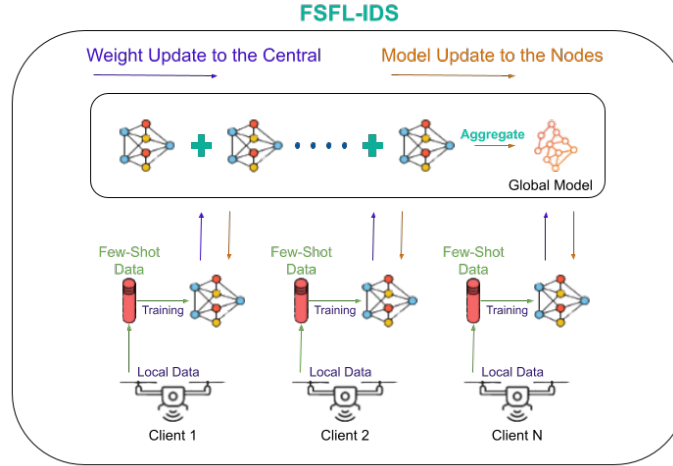 FSFL-IDS
Weight Update to the Central
Model Update to the Nodes
Aggregate
Global Model
Few-Shot
Data
Training
Local Data
Client 1
Few-Shot
Data
Training
Local Data
Client 2
Few-Shot
Data
Training
Local Data
Client N